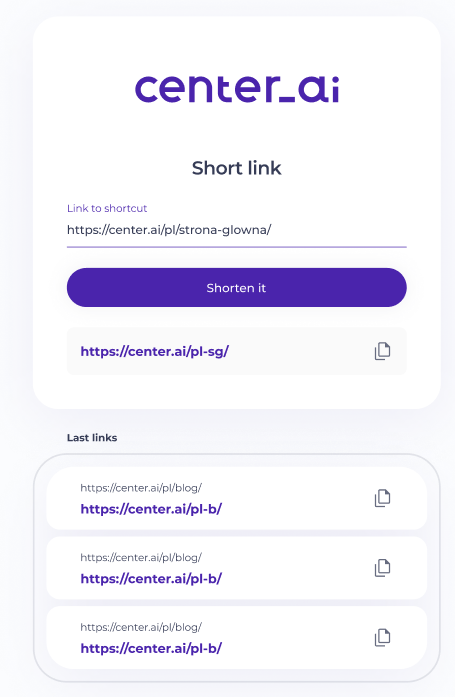 center_ai
Short link
Link to shortcut
https://center.ai/pl/strona-glowna/
Shorten it
https://center.ai/pl-sg/
Last links
https://center.ai/pl/blog/
https://center.ai/pl-b/
https://center.ai/pl/blog/
https://center.ai/pl-b/
https://center.ai/pl/blog/
https://center.ai/pl-b/